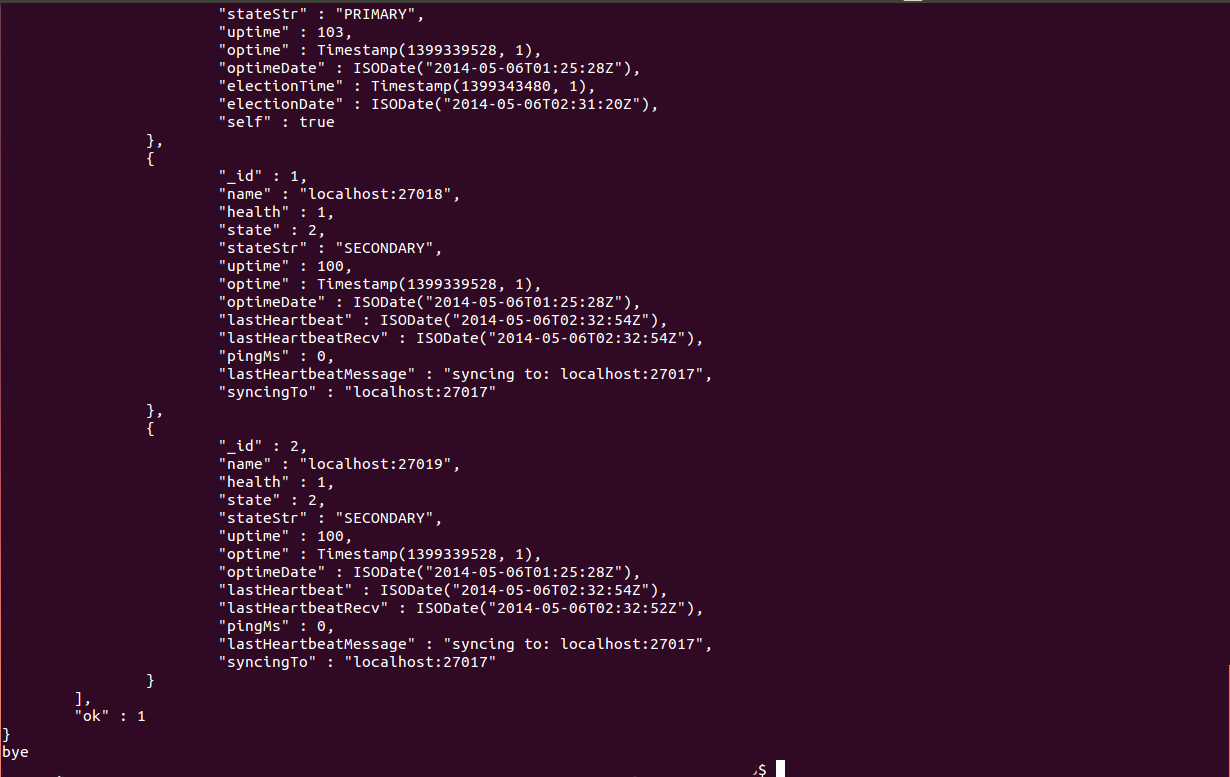 "stateStr" : "PRIMARY",
"uptime" : 103,
"optime" : Timestamp(1399339528, 1),
"optimeDate" : ISODate("2014-05-06T01:25:28Z"),
"electionTime" : Timestamp(1399343480, 1),
"electionDate" : ISODate("2014-05-06T02:31:20Z"),
"self" : true
},
{
"_id" : 1,
"name" : "localhost:27018",
"health" : 1,
"state" : 2,
"stateStr" : "SECONDARY",
"uptime" : 100,
"optime" : Timestamp(1399339528, 1),
"optimeDate" : ISODate("2014-05-06T01:25:28Z"),
"lastHeartbeat" : ISODate("2014-05-06T02:32:54Z"),
"lastHeartbeatRecv" : ISODate("2014-05-06T02:32:54Z"),
"pingMs" : 0,
"lastHeartbeatMessage" : "syncing to: localhost:27017",
"syncingTo" : "localhost:27017"
},
{
"_id" : 2,
"name" : "localhost:27019",
"health" : 1,
"state" : 2,
"stateStr" : "SECONDARY",
"uptime" : 100,
"optime" : Timestamp(1399339528, 1),
"optimeDate" : ISODate("2014-05-06T01:25:28Z"),
"lastHeartbeat" : ISODate("2014-05-06T02:32:54Z"),
"lastHeartbeatRecv" : ISODate("2014-05-06T02:32:52Z"),
"pingMs" : 0,
"lastHeartbeatMessage" : "syncing to: localhost:27017",
"syncingTo" : "localhost:27017"
}
],
"ok" : 1
}
bye
$